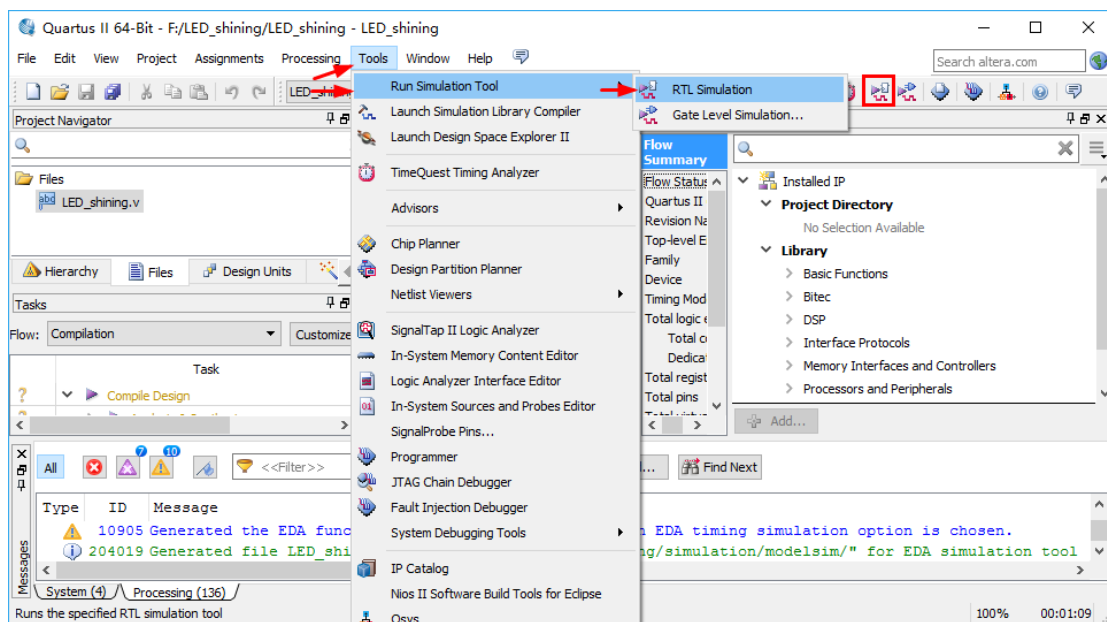 Quartus II 64-Bit - F:/LED_shining/LED_shining - LED_shining
File Edit View Project Assignments Processing Tools Window Help
Search altera.com
Project Navigator
Files
LED_shining.v
Hierarchy Files Design Units
Tasks
Flow: Compilation Customize
Task
Compile Design
Run Simulation Tool
Launch Simulation Library Compiler
Launch Design Space Explorer II
TimeQuest Timing Analyzer
Advisors
Chip Planner
Design Partition Planner
Netlist Viewers
SignalTap II Logic Analyzer
In-System Memory Content Editor
Logic Analyzer Interface Editor
In-System Sources and Probes Editor
SignalProbe Pins...
Programmer
JTAG Chain Debugger
Fault Injection Debugger
System Debugging Tools
IP Catalog
Nios II Software Build Tools for Eclipse
Qsys
RTL Simulation
Gate Level Simulation...
Flow
Summary
Flow Statu
Quartus II
Revision Na
Top-level E
Family
Device
Timing Mod
Total logic e
Total co
Dedica
Total regist
Total pins
Installed IP
Project Directory
No Selection Available
Library
Basic Functions
Bitec
DSP
Interface Protocols
Memory Interfaces and Controllers
Processors and Peripherals
Add...
All 7 10 <<Filter>> Find Next
Type ID Message
10905 Generated the EDA func n EDA timing simulation option is chosen.
204019 Generated file LED_shi ng/simulation/modelsim/" for EDA simulation tool
Messages
System (4) Processing (136)
Runs the specified RTL simulation tool 100% 00:01:09